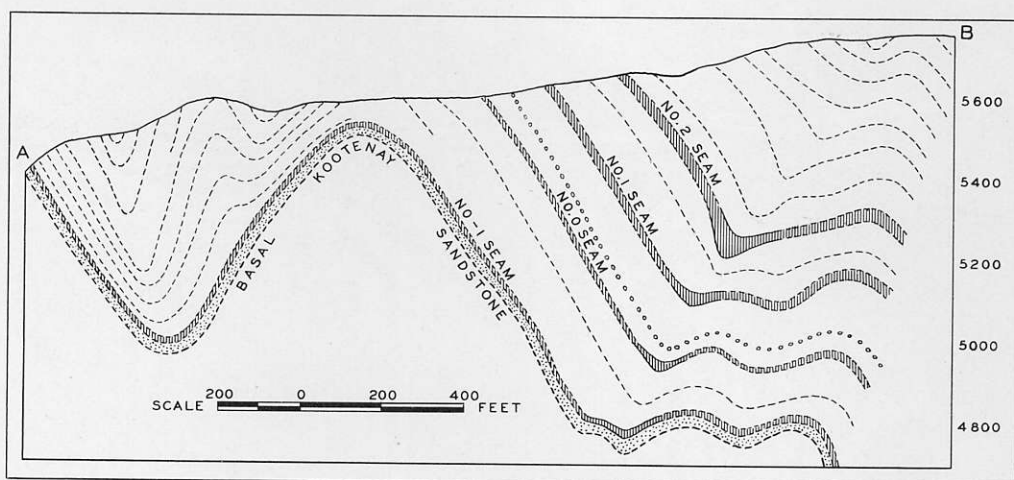 A
B
5600
5400
5200
5000
4800
NO.2 SEAM
NO.1 SEAM
NO.0 SEAM
NO.-1 SEAM
BASAL KOOTENAY SANDSTONE
SCALE 200 0 200 400 FEET